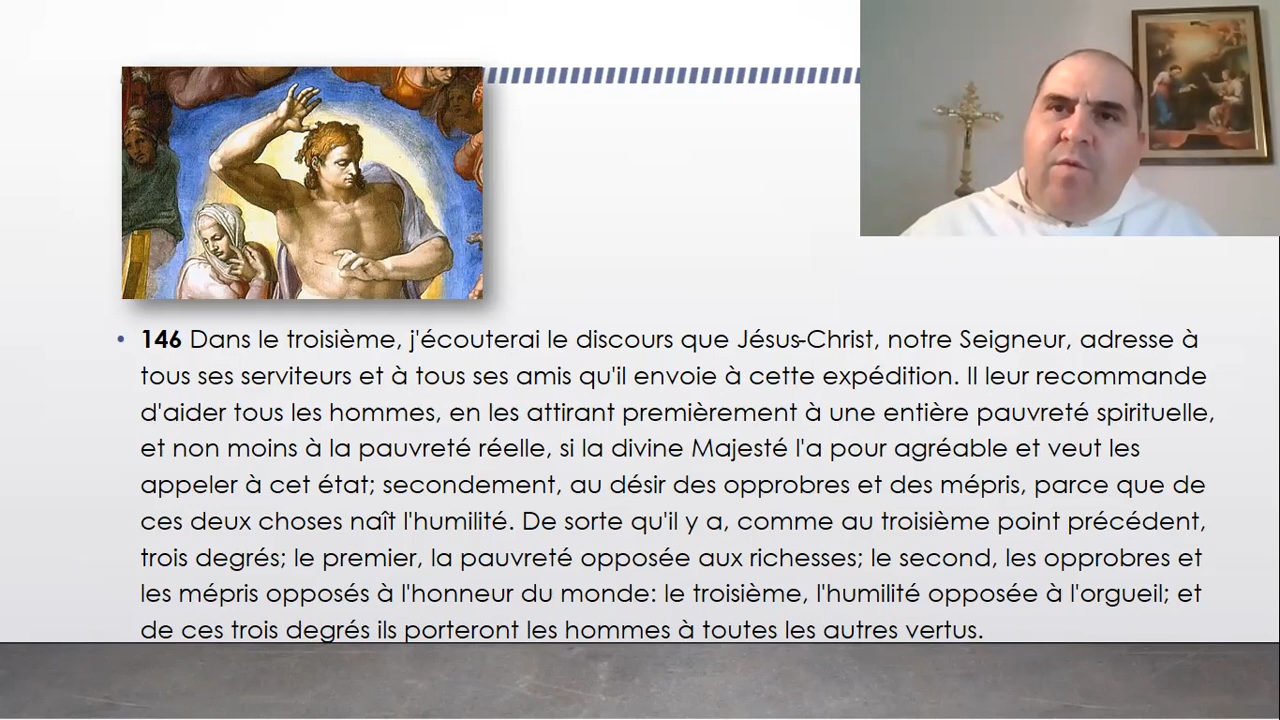 146 Dans le troisième, j'écouterai le discours que Jésus-Christ, notre Seigneur, adresse à
tous ses serviteurs et à tous ses amis qu'il envoie à cette expédition. Il leur recommande
d'aider tous les hommes, en les attirant premièrement à une entière pauvreté spirituelle,
et non moins à la pauvreté réelle, si la divine Majesté l'a pour agréable et veut les
appeler à cet état; secondement, au désir des opprobres et des mépris, parce que de
ces deux choses naît l'humilité. De sorte qu'il y a, comme au troisième point précédent,
trois degrés; le premier, la pauvreté opposée aux richesses; le second, les opprobres et
les mépris opposés à l'honneur du monde: le troisième, l'humilité opposée à l'orgueil; et
de ces trois degrés ils porteront les hommes à toutes les autres vertus.